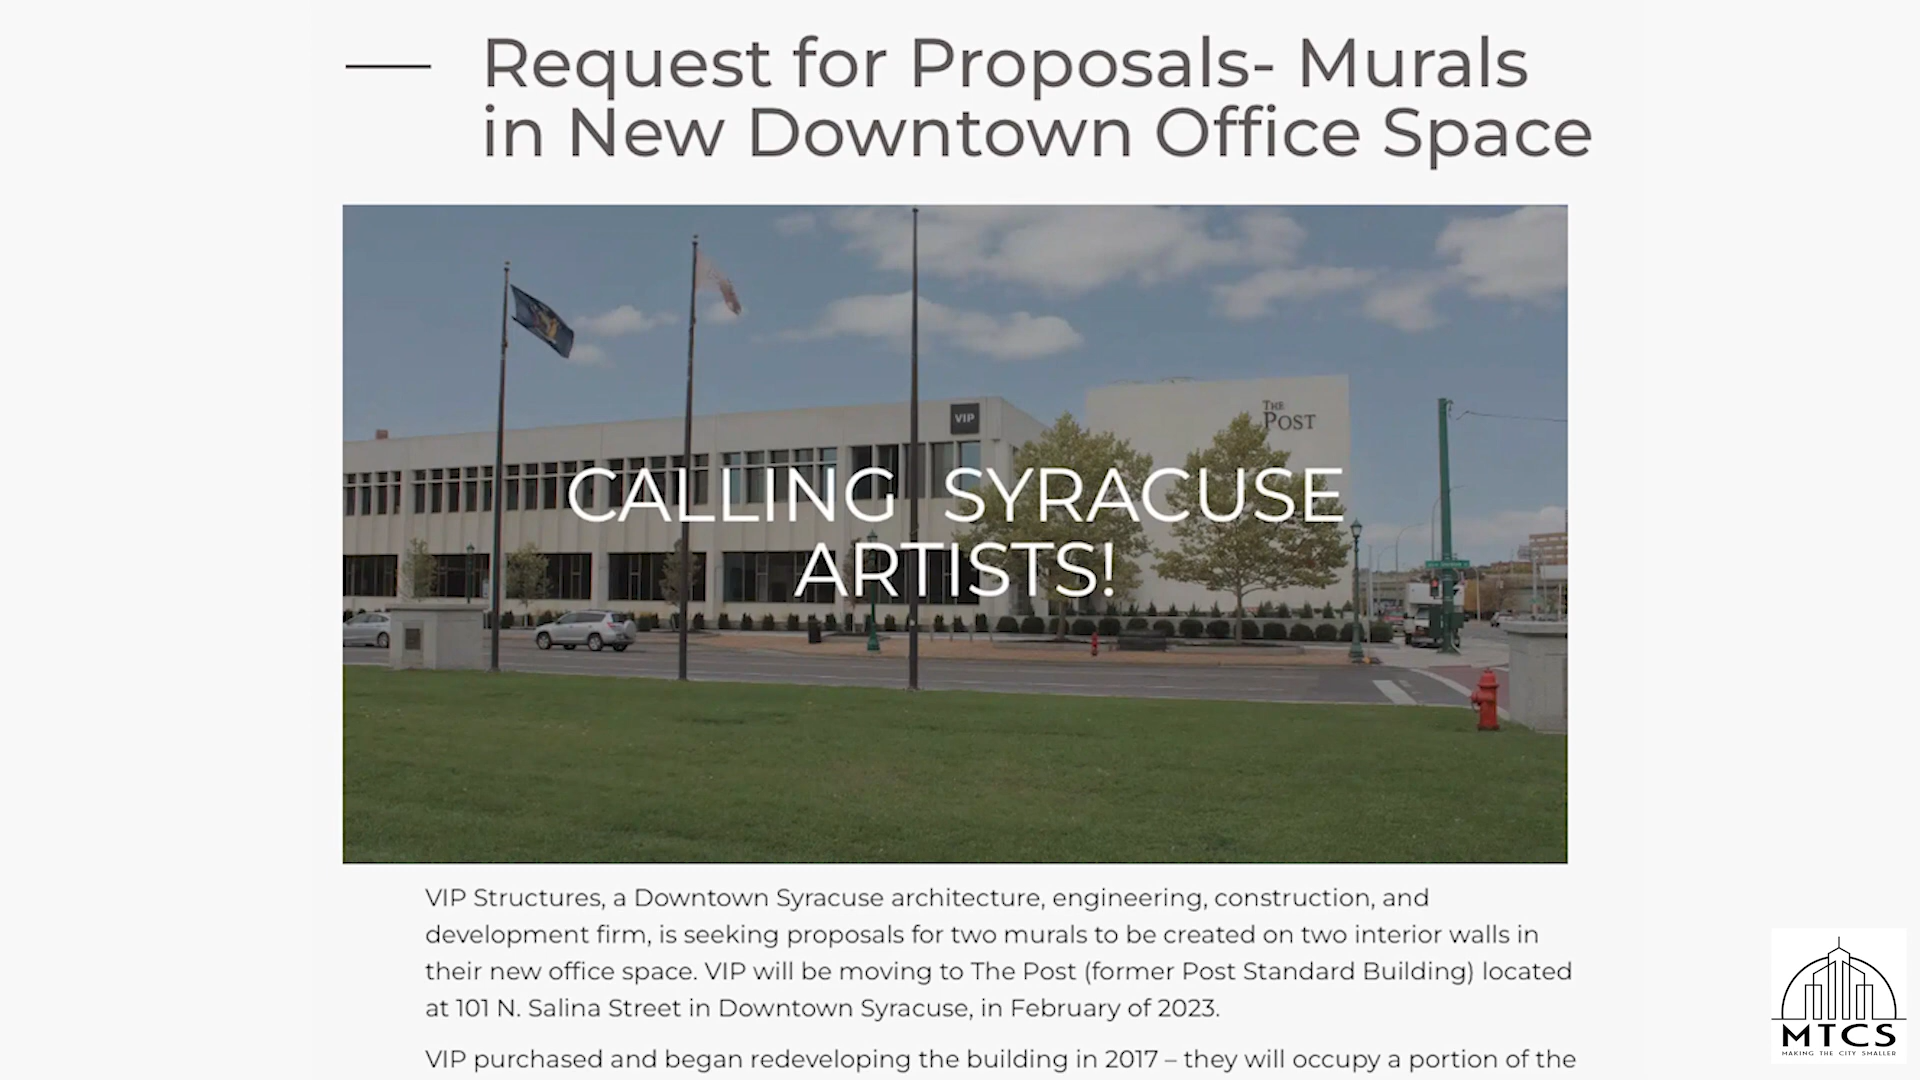 Request for Proposals- Murals
in New Downtown Office Space
VIP
THE
POST
CALLING SYRACUSE
ARTISTS!
VIP Structures, a Downtown Syracuse architecture, engineering, construction, and
development firm, is seeking proposals for two murals to be created on two interior walls in
their new office space. VIP will be moving to The Post (former Post Standard Building) located
at 101 N. Salina Street in Downtown Syracuse, in February of 2023.
VIP purchased and began redeveloping the building in 2017 – they will occupy a portion of the
MTCS
MAKING THE CITY SMALLER